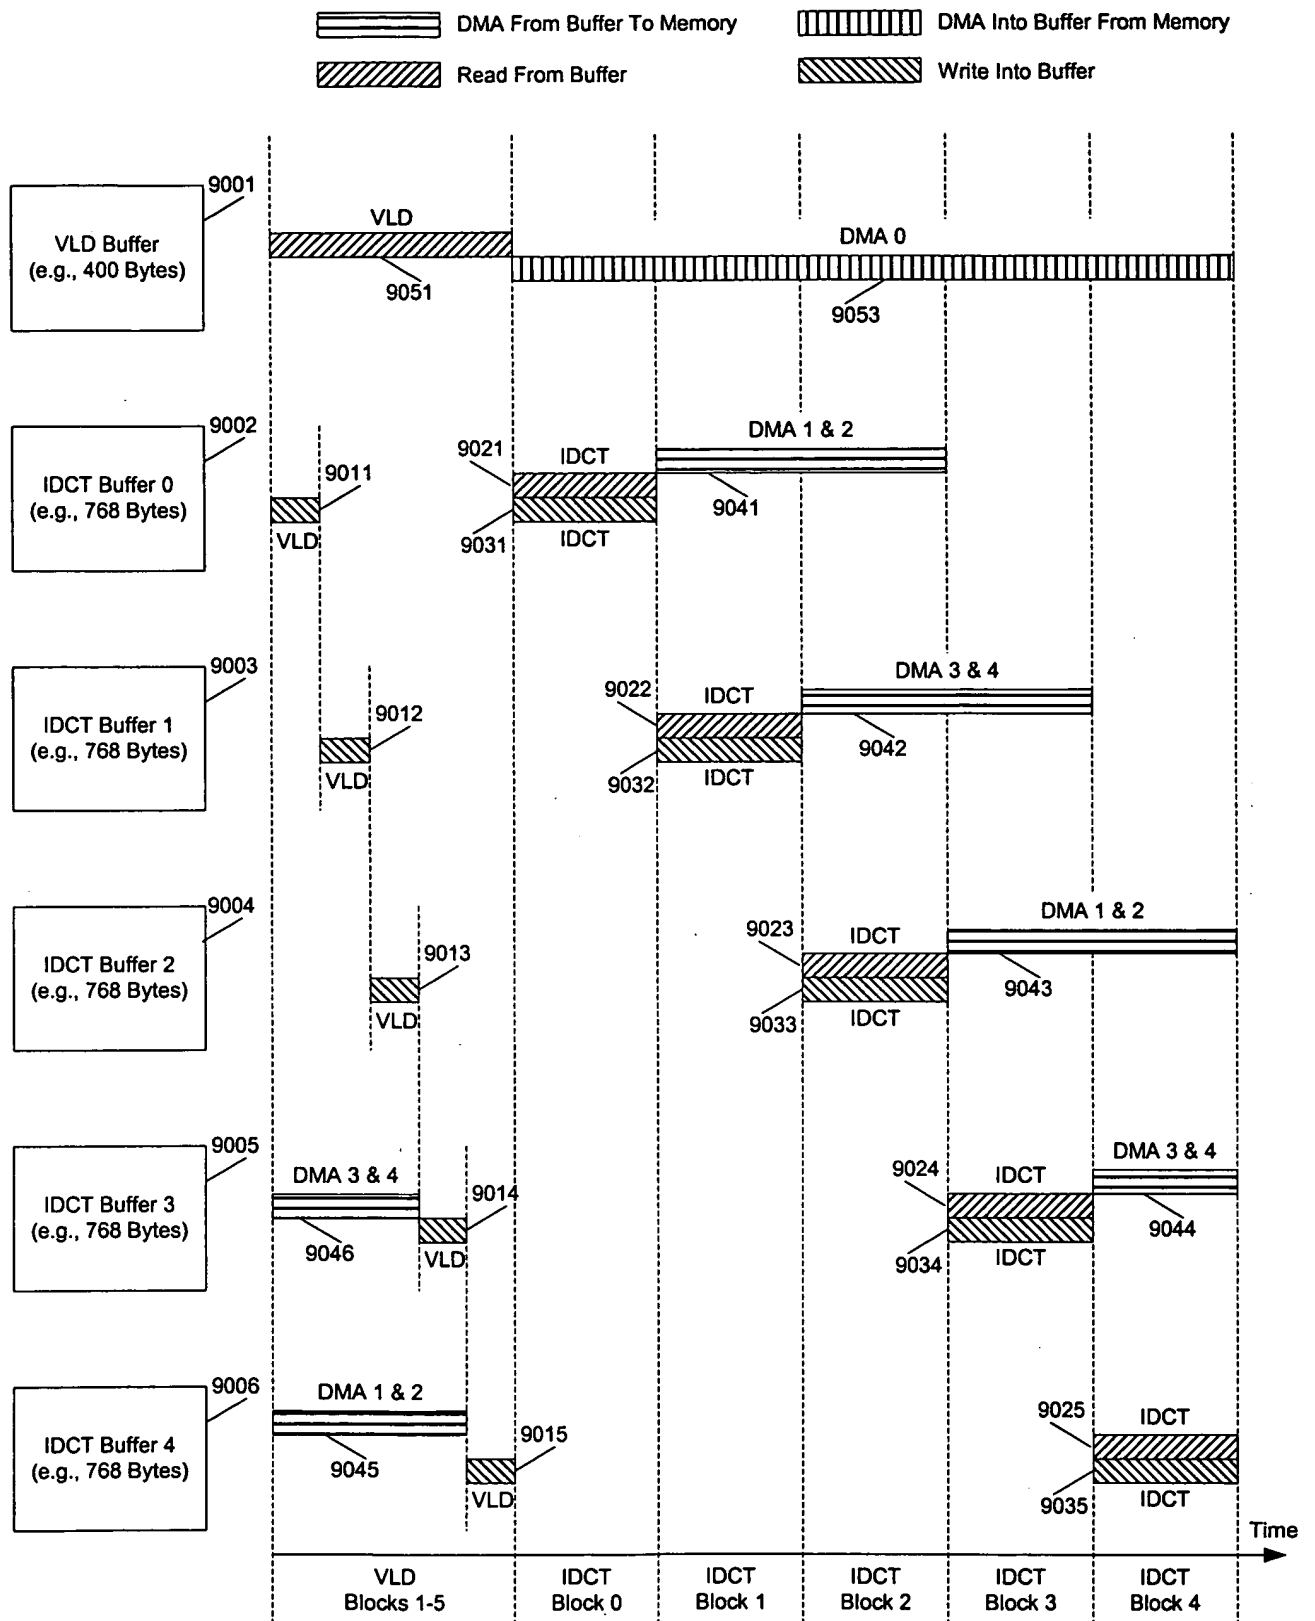 DMA From Buffer To Memory
DMA Into Buffer From Memory
Read From Buffer
Write Into Buffer
9001
VLD Buffer
(e.g., 400 Bytes)
VLD
9051
DMA 0
9053
9002
IDCT Buffer 0
(e.g., 768 Bytes)
9011
VLD
9021
IDCT
9031
IDCT
DMA 1 & 2
9041
9003
IDCT Buffer 1
(e.g., 768 Bytes)
9012
VLD
9022
IDCT
9032
IDCT
DMA 3 & 4
9042
9004
IDCT Buffer 2
(e.g., 768 Bytes)
9013
VLD
9023
IDCT
9033
IDCT
DMA 1 & 2
9043
9005
IDCT Buffer 3
(e.g., 768 Bytes)
DMA 3 & 4
9046
9014
VLD
9024
IDCT
9034
IDCT
DMA 3 & 4
9044
9006
IDCT Buffer 4
(e.g., 768 Bytes)
DMA 1 & 2
9045
9015
VLD
9025
IDCT
9035
IDCT
Time
VLD
Blocks 1-5
IDCT
Block 0
IDCT
Block 1
IDCT
Block 2
IDCT
Block 3
IDCT
Block 4